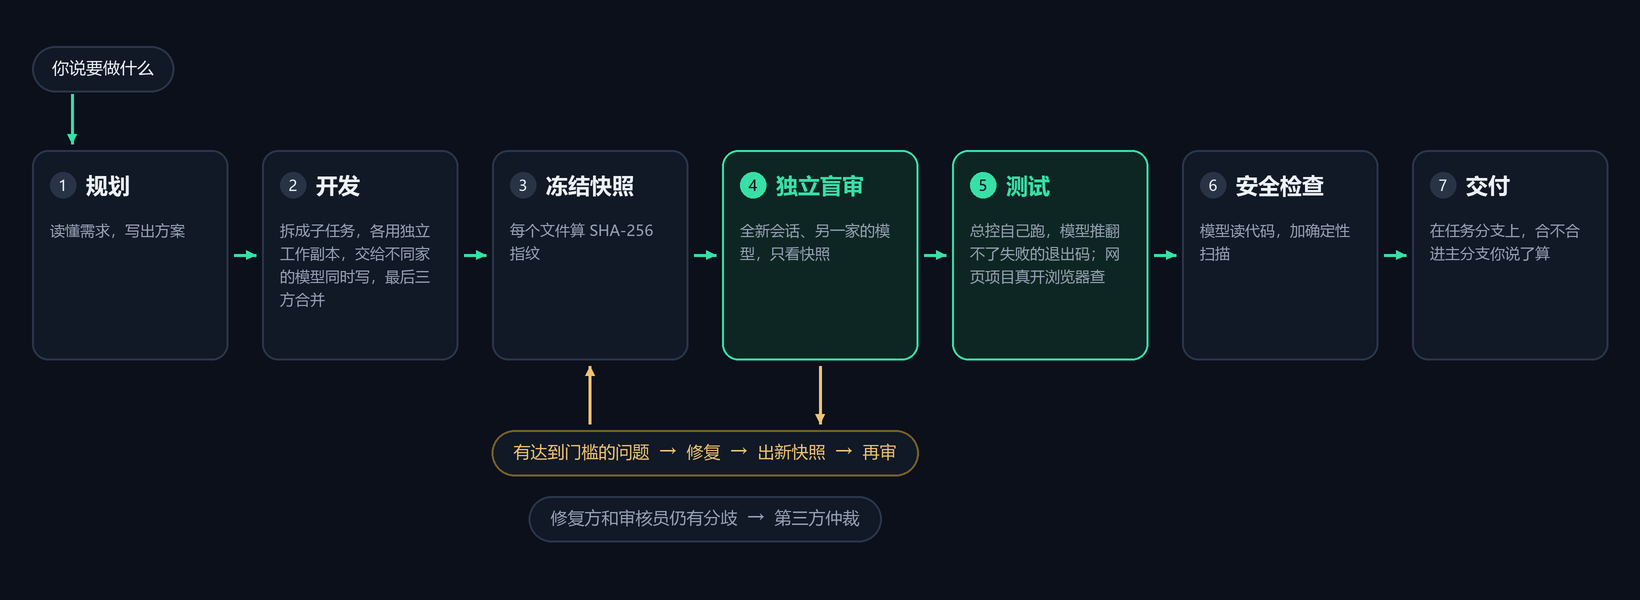 你说要做什么
1 规划
读懂需求，写出方案
2 开发
拆成子任务，各用独立
工作副本，交给不同家
的模型同时写，最后三
方合并
3 冻结快照
每个文件算 SHA-256
指纹
4 独立盲审
全新会话、另一家的模
型，只看快照
5 测试
总控自己跑，模型推翻
不了失败的退出码；网
页项目真开浏览器查
6 安全检查
模型读代码，加确定性
扫描
7 交付
在任务分支上，合不合
进主分支你说了算
有达到门槛的问题 → 修复 → 出新快照 → 再审
修复方和审核员仍有分歧 → 第三方仲裁